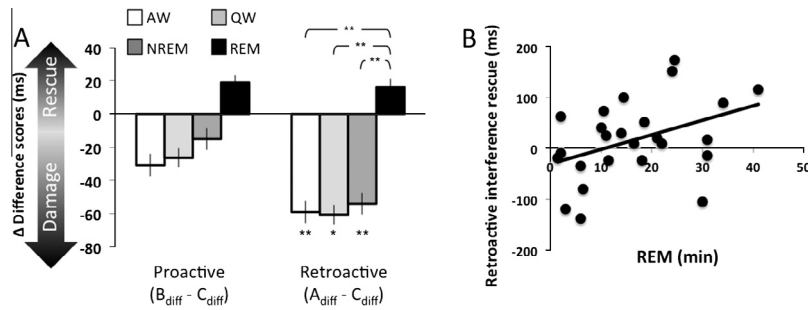 A
AW
QW
NREM
REM
Rescue
Damage
Δ Difference scores (ms)
40
20
0
-20
-40
-60
-80
**
**
**
** * **
Proactive
(Bdiff - Cdiff)
Retroactive
(Adiff - Cdiff)
B
Retroactive interference rescue (ms)
200
100
0
-100
-200
0 10 20 30 40 50
REM (min)